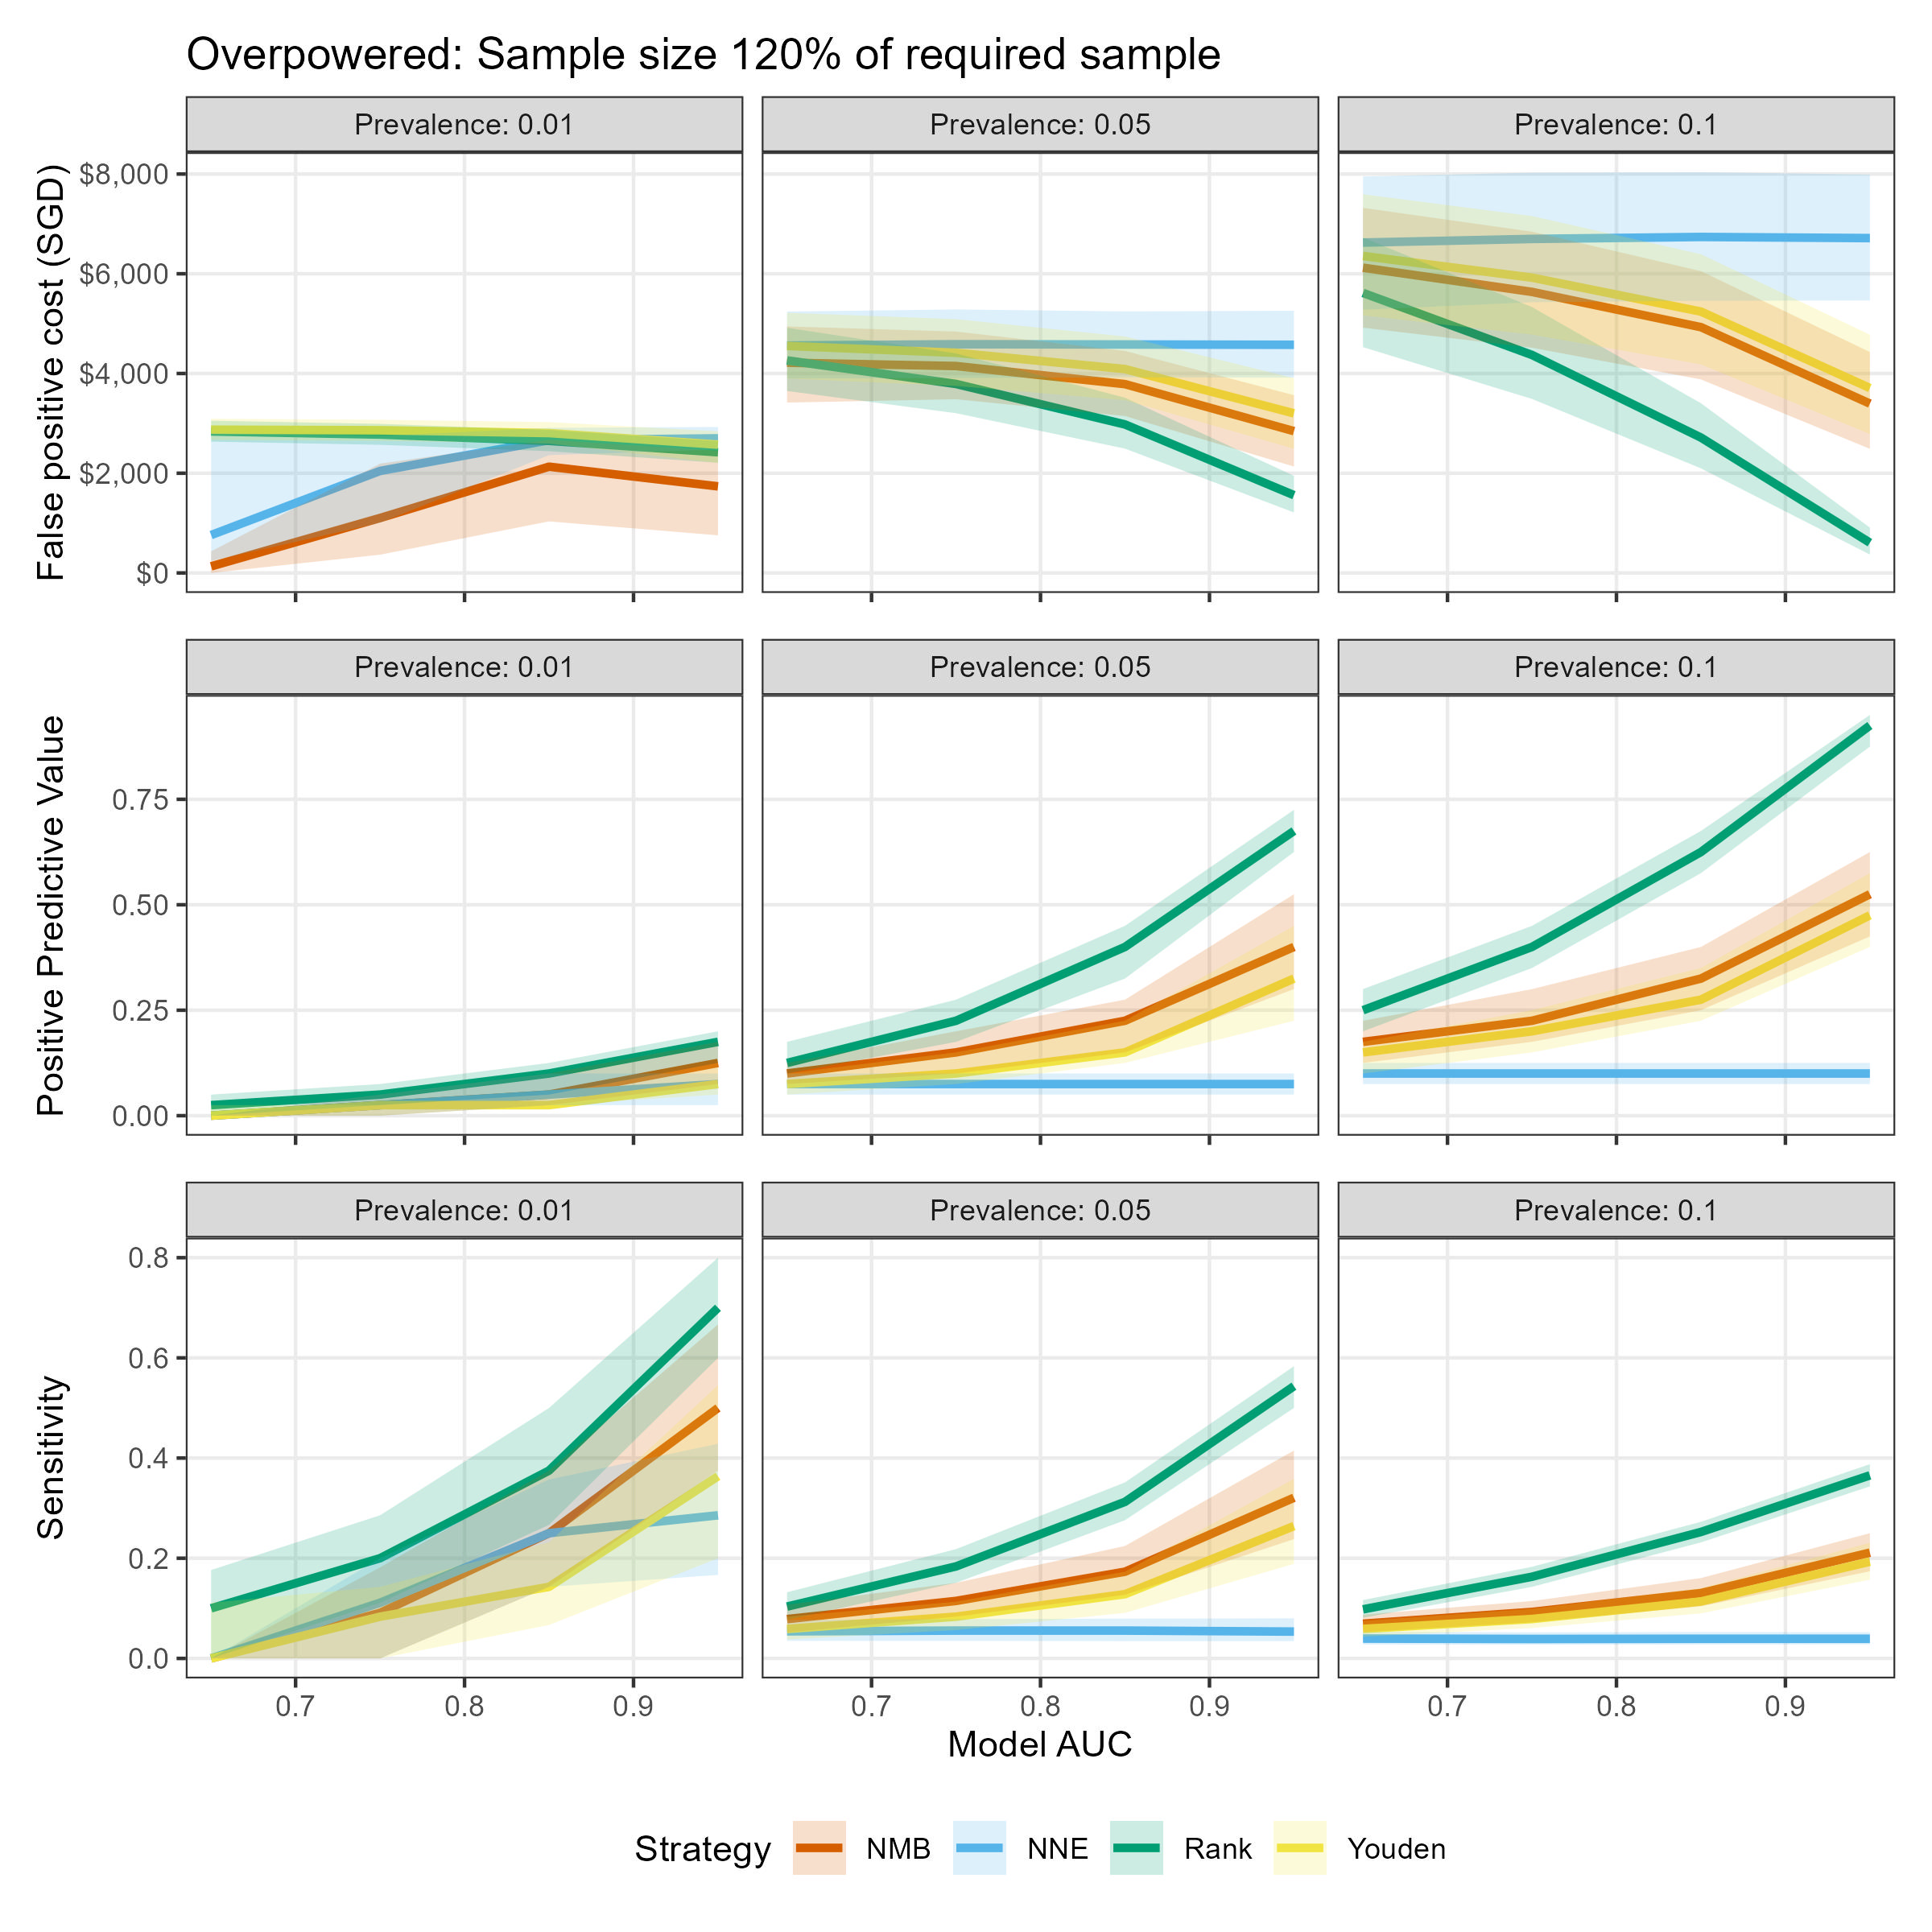 Overpowered: Sample size 120% of required sample
Prevalence: 0.01
Prevalence: 0.05
Prevalence: 0.1
False positive cost (SGD)
$8,000
$6,000
$4,000
$2,000
$0
Prevalence: 0.01
Prevalence: 0.05
Prevalence: 0.1
Positive Predictive Value
0.75
0.50
0.25
0.00
Prevalence: 0.01
Prevalence: 0.05
Prevalence: 0.1
Sensitivity
0.8
0.6
0.4
0.2
0.0
0.7 0.8 0.9
0.7 0.8 0.9
0.7 0.8 0.9
Model AUC
Strategy NMB NNE Rank Youden